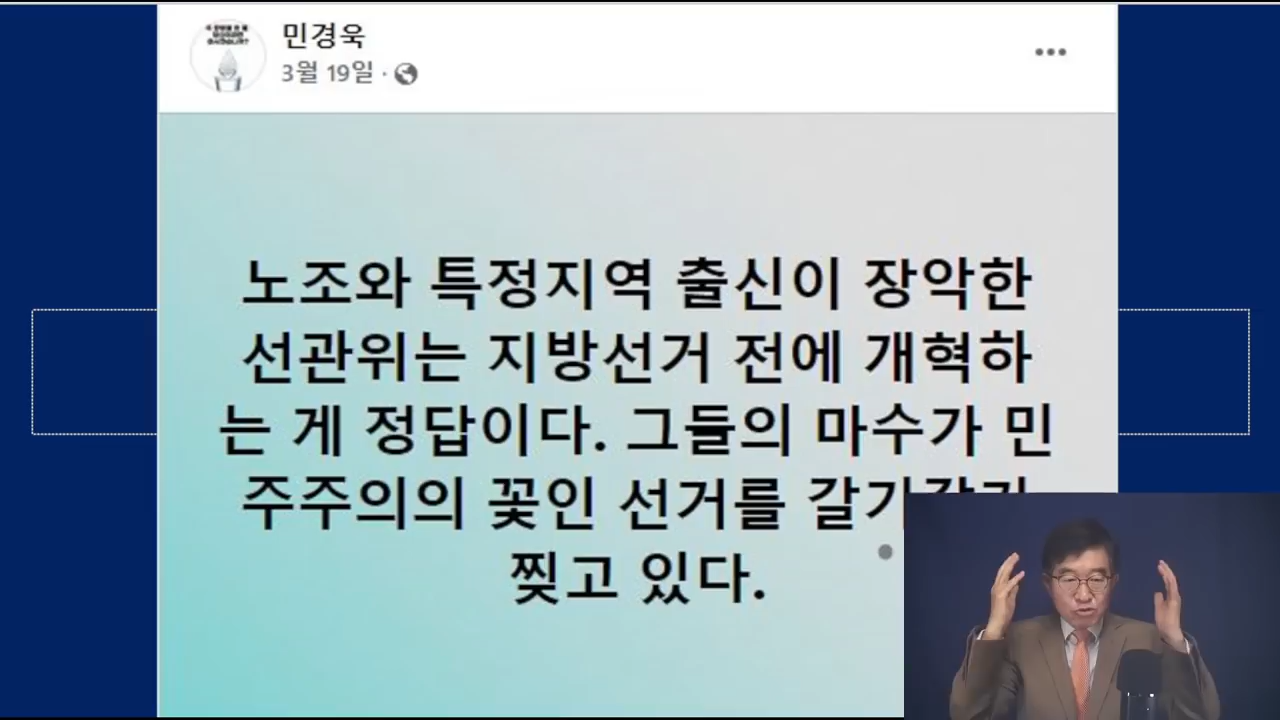 민경욱
3월 19일
노조와 특정지역 출신이 장악한
선관위는 지방선거 전에 개혁하
는 게 정답이다. 그들의 마수가 민
주주의의 꽃인 선거를
찢고 있다.